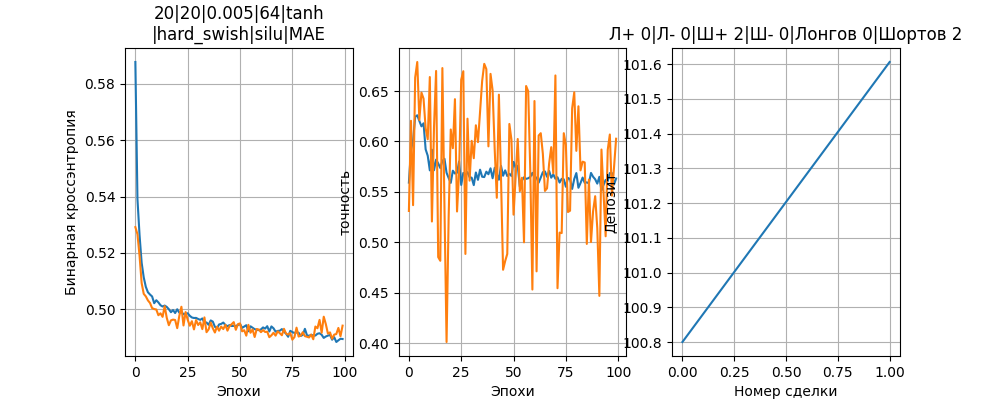 20|20|0.005|64|tanh
|hard_swish|silu|MAE
Л+ 0|Л- 0|Ш+ 2|Ш- 0|Лонгов 0|Шортов 2
Бинарная кроссэнтропия
0.58
0.56
0.54
0.52
0.50
0 25 50 75 100
Эпохи
точность
0.65
0.60
0.55
0.50
0.45
0.40
0 25 50 75 100
Эпохи
Депозит
101.6
101.5
101.4
101.3
101.2
101.1
101.0
100.9
100.8
0.00 0.25 0.50 0.75 1.00
Номер сделки